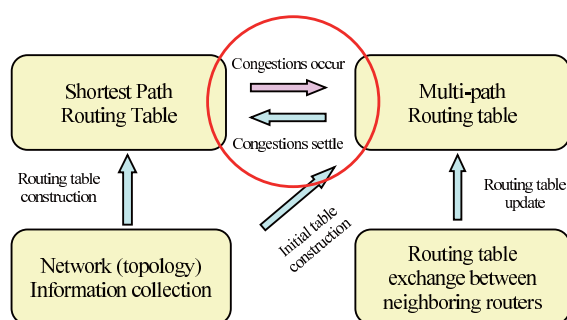 Congestions occur
Shortest Path
Routing Table
Multi-path
Routing table
Congestions settle
Routing table
construction
Routing table
update
Initial table
construction
Network (topology)
Information collection
Routing table
exchange between
neighboring routers